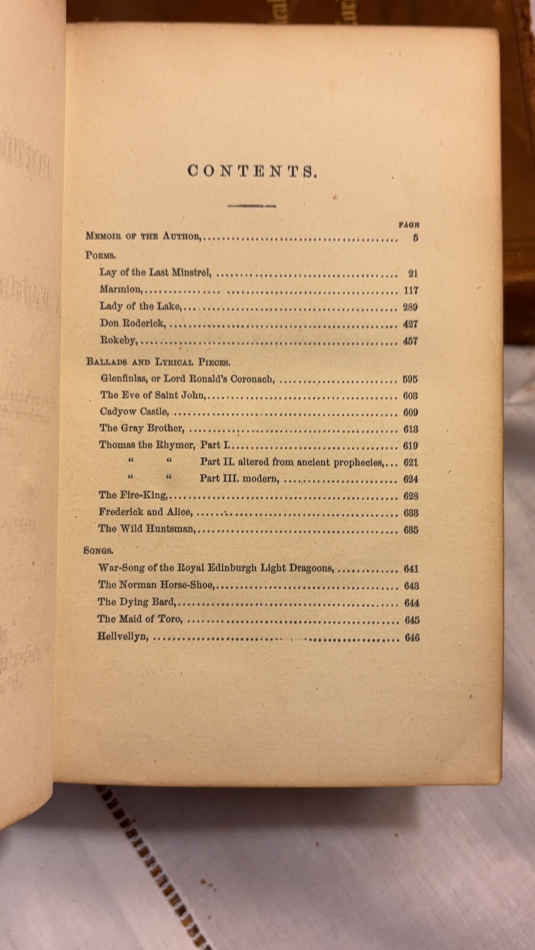 CONTENTS.
PAGE
MEMOIR OF THE AUTHOR,........................................ 5
POEMS.
Lay of the Last Minstrel, ...................................... 21
Marmion,................ .................................... 117
Lady of the Lake,............................................ 289
Don Roderick, ................................................ 427
Rokeby,...................................................... 457
BALLADS AND LYRICAL PIECES.
Glenfinlas, or Lord Ronald's Coronach, ......................... 595
The Eve of Saint John,........................................ 603
Cadyow Castle, ............................................... 609
The Gray Brother, ............................................ 613
Thomas the Rhymer, Part I.................................... 619
" " Part II. altered from ancient prophecies,... 621
" " Part III. modern, ........................ 624
The Fire-King,................................................ 628
Frederick and Alice, .......................................... 633
The Wild Huntsman,.......................................... 635
SONGS.
War-Song of the Royal Edinburgh Light Dragoons, ............. 641
The Norman Horse-Shoe,...................................... 643
The Dying Bard,.............................................. 644
The Maid of Toro, ............................................ 645
Hellvellyn, .................................................... 646